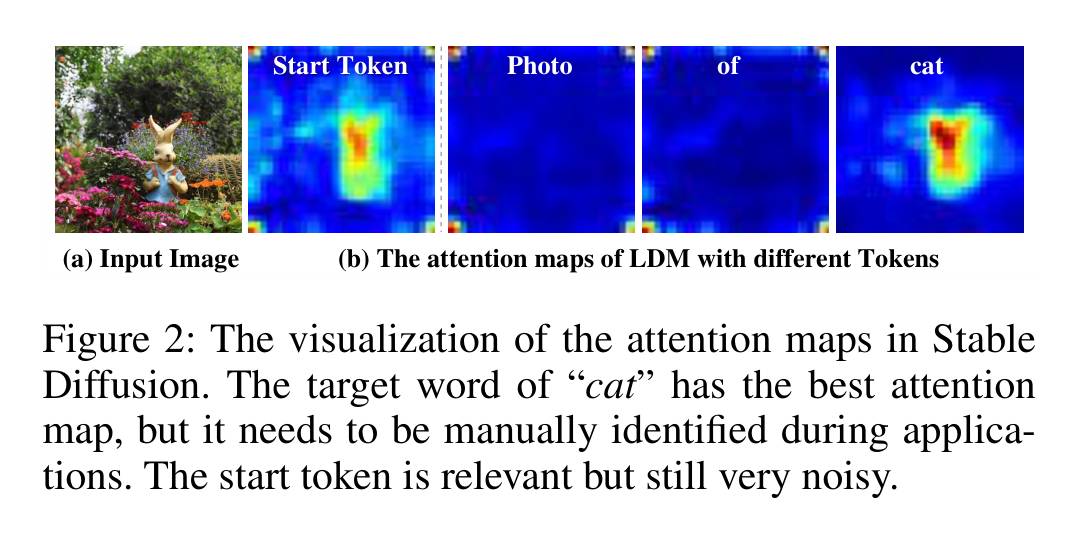 Start Token
Photo
of
cat
(a) Input Image
(b) The attention maps of LDM with different Tokens
Figure 2: The visualization of the attention maps in Stable
Diffusion. The target word of “cat” has the best attention
map, but it needs to be manually identified during applica-
tions. The start token is relevant but still very noisy.